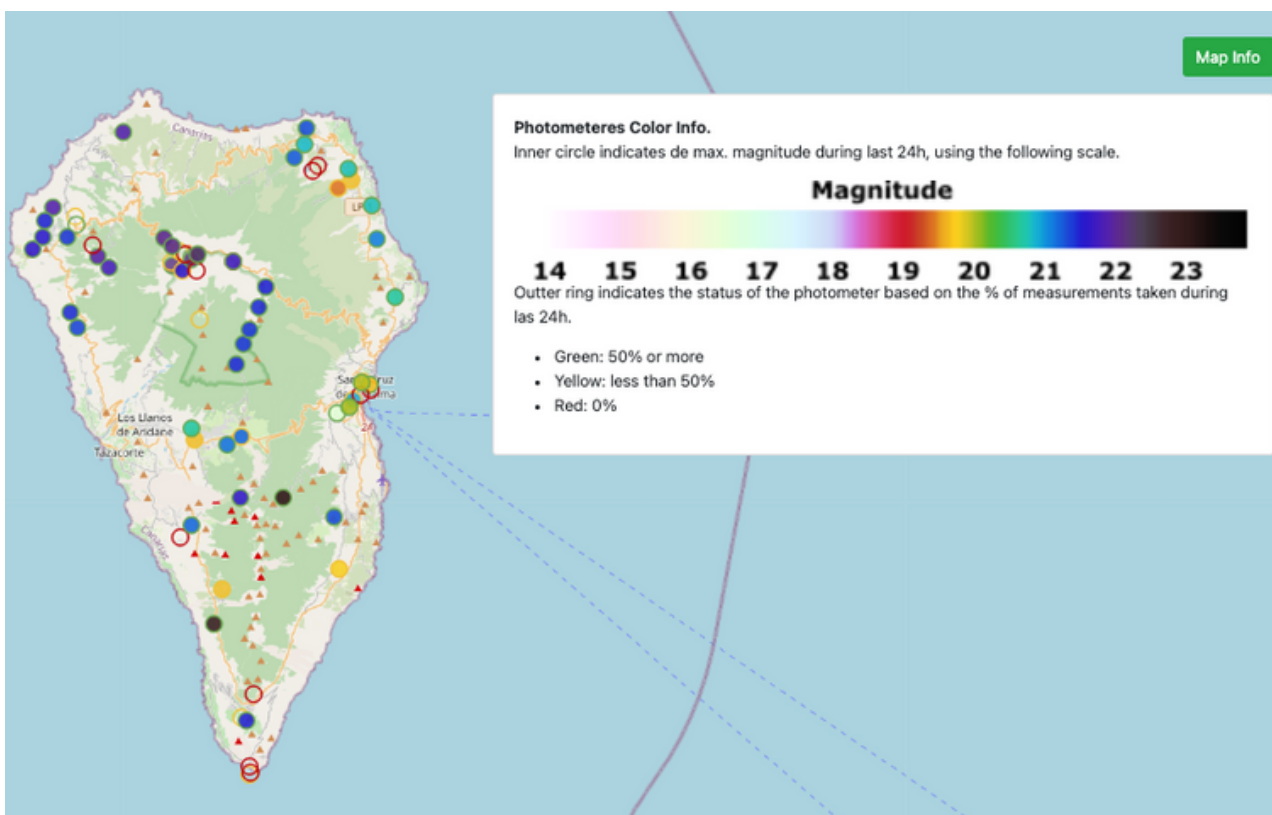 Map Info
Photometeres Color Info.
Inner circle indicates de max. magnitude during last 24h, using the following scale.
Magnitude
14 15 16 17 18 19 20 21 22 23
Outter ring indicates the status of the photometer based on the % of measurements taken during
las 24h.
Green: 50% or more
Yellow: less than 50%
Red: 0%
Canarias
LP
Los Llanos
de Aridane
Tazacorte
Canarias